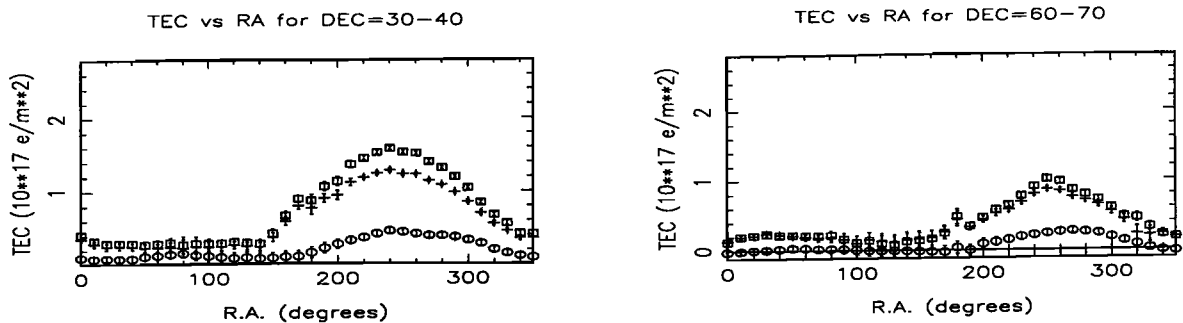 TEC vs RA for DEC=30-40
TEC (10**17 e/m**2)
2
1
0
100
200
300
R.A. (degrees)
TEC vs RA for DEC=60-70
TEC (10**17 e/m**2)
2
1
0
0
100
200
300
R.A. (degrees)